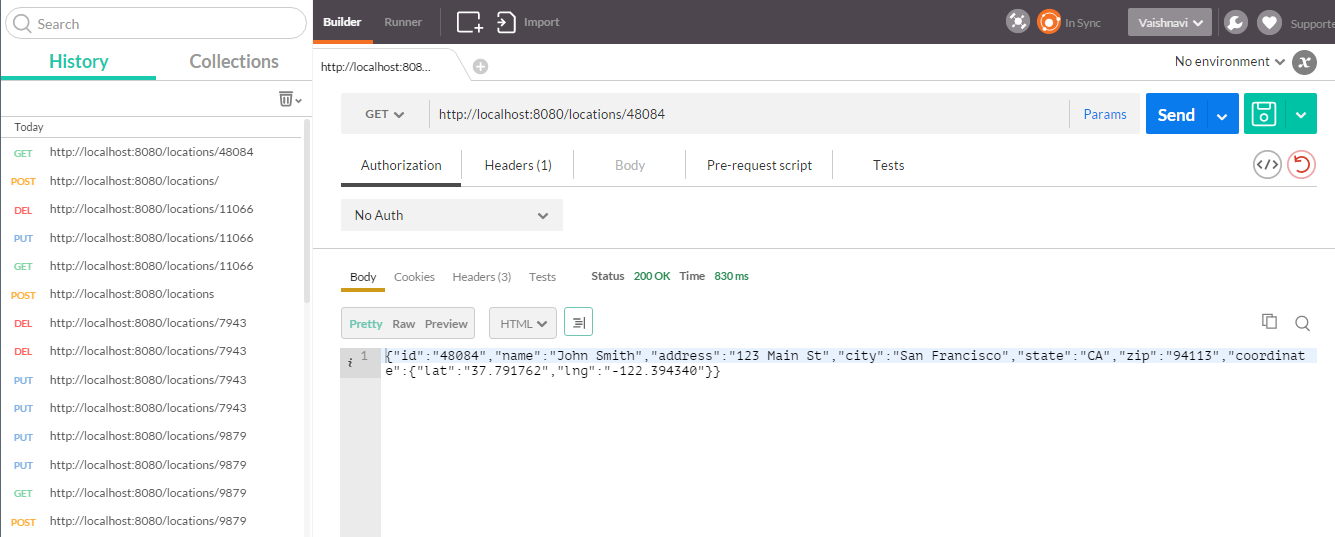 Search
History
Collections
Today
GET http://localhost:8080/locations/48084
POST http://localhost:8080/locations/
DEL http://localhost:8080/locations/11066
PUT http://localhost:8080/locations/11066
GET http://localhost:8080/locations/11066
POST http://localhost:8080/locations
DEL http://localhost:8080/locations/7943
DEL http://localhost:8080/locations/7943
PUT http://localhost:8080/locations/7943
PUT http://localhost:8080/locations/7943
PUT http://localhost:8080/locations/9879
PUT http://localhost:8080/locations/9879
GET http://localhost:8080/locations/9879
POST http://localhost:8080/locations/9879
Builder Runner Import In Sync Vaishnavi Supporte
http://localhost:808... No environment
GET http://localhost:8080/locations/48084 Params Send
Authorization Headers (1) Body Pre-request script Tests
No Auth
Body Cookies Headers (3) Tests Status 200 OK Time 830 ms
Pretty Raw Preview HTML
i 1 {"id":"48084","name":"John Smith","address":"123 Main St","city":"San Francisco","state":"CA","zip":"94113","coordinat
e":{"lat":"37.791762","lng":"-122.394340"}}